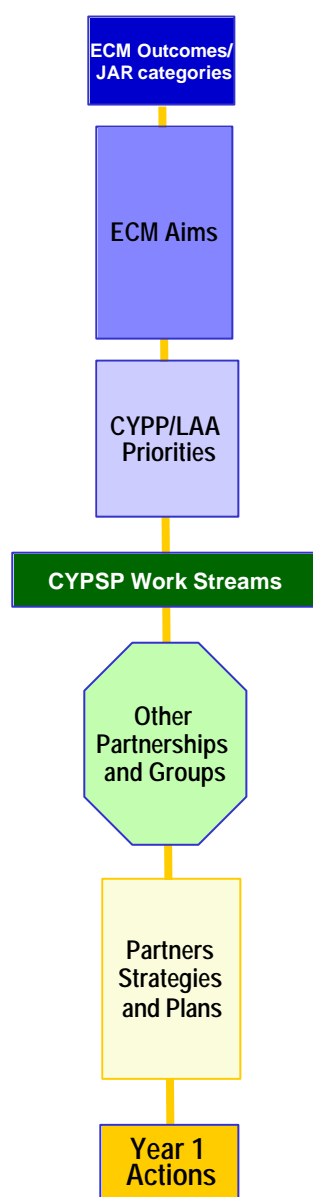 ECM Outcomes/
JAR categories
ECM Aims
CYPP/LAA
Priorities
CYPSP Work Streams
Other
Partnerships
and Groups
Partners
Strategies
and Plans
Year 1
Actions